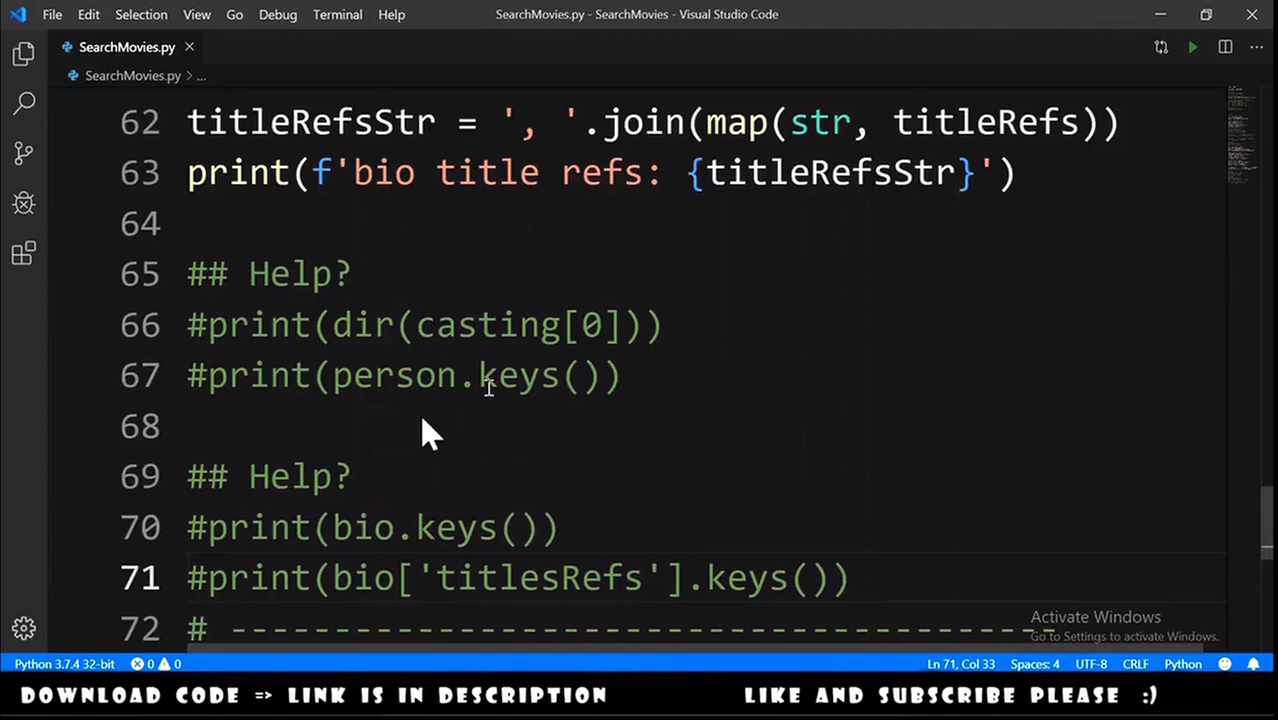 File Edit Selection View Go Debug Terminal Help SearchMovies.py - SearchMovies - Visual Studio Code
SearchMovies.py ×
SearchMovies.py > ...
62 titleRefsStr = ', '.join(map(str, titleRefs))
63 print(f'bio title refs: {titleRefsStr}')
64
65 ## Help?
66 #print(dir(casting[0]))
67 #print(person.keys())
68
69 ## Help?
70 #print(bio.keys())
71 #print(bio['titlesRefs'].keys())
72 # ----------------------------------------
Activate Windows
Go to Settings to activate Windows.
Python 3.7.4 32-bit 0 0 Ln 71, Col 33 Spaces: 4 UTF-8 CRLF Python
DOWNLOAD CODE => LINK IS IN DESCRIPTION LIKE AND SUBSCRIBE PLEASE :)